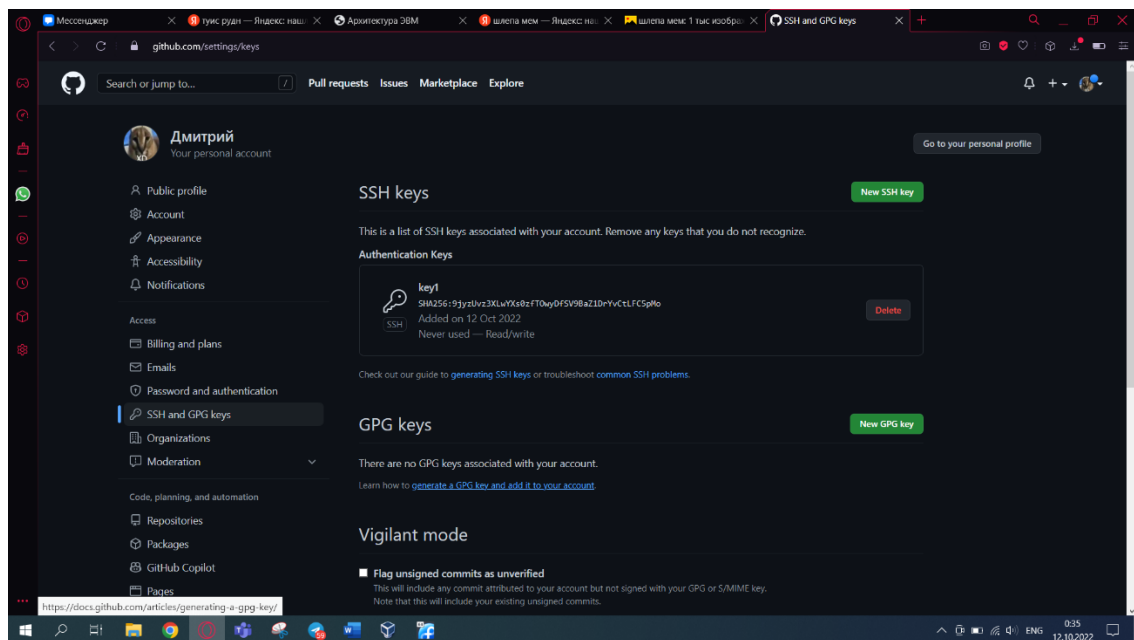 Мессенджер
туис рудн — Яндекс: наш
Архитектура ЭВМ
шлепа мем — Яндекс: наш
шлепа мем: 1 тыс изображ
SSH and GPG keys
github.com/settings/keys
Search or jump to...
/
Pull requests Issues Marketplace Explore
Дмитрий
Your personal account
Go to your personal profile
Public profile
Account
Appearance
Accessibility
Notifications
Access
Billing and plans
Emails
Password and authentication
SSH and GPG keys
Organizations
Moderation
Code, planning, and automation
Repositories
Packages
GitHub Copilot
Pages
SSH keys
New SSH key
This is a list of SSH keys associated with your account. Remove any keys that you do not recognize.
Authentication Keys
key1
SHA256:9jyzUvz3XLwYXs0zfTOwyDfSV9BaZ1DrYvCtLFCSpMo
Added on 12 Oct 2022
Never used — Read/write
SSH
Delete
Check out our guide to generating SSH keys or troubleshoot common SSH problems.
GPG keys
New GPG key
There are no GPG keys associated with your account.
Learn how to generate a GPG key and add it to your account.
Vigilant mode
Flag unsigned commits as unverified
This will include any commit attributed to your account but not signed with your GPG or S/MIME key.
Note that this will include your existing unsigned commits.
https://docs.github.com/articles/generating-a-gpg-key/
ENG
0:35
12.10.2022